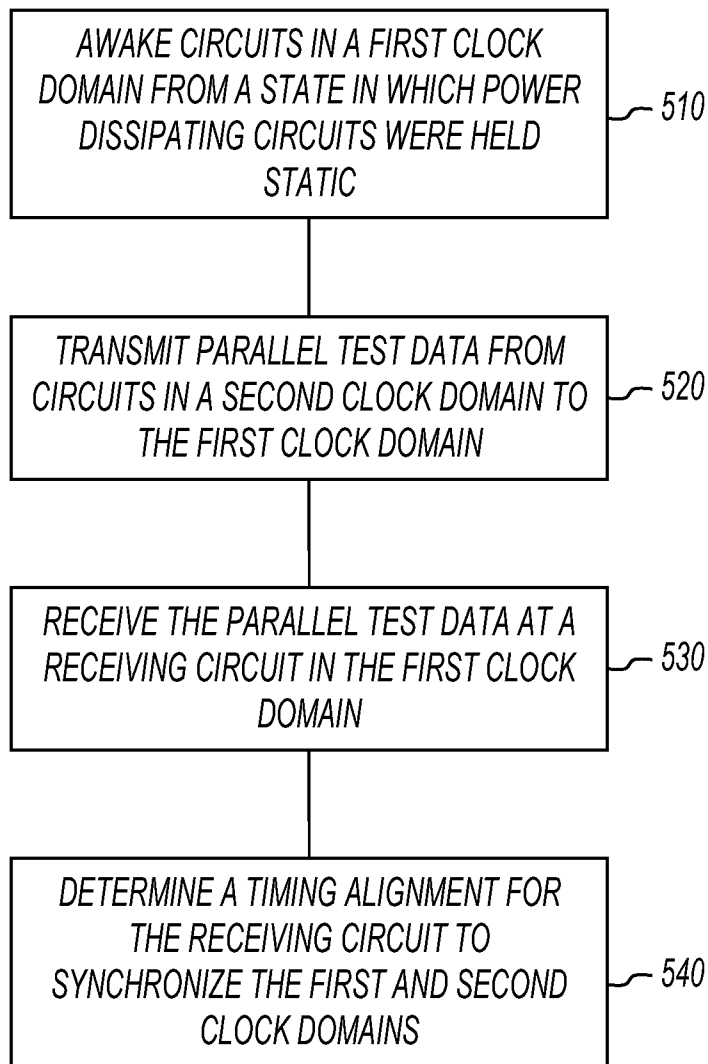 AWAKE CIRCUITS IN A FIRST CLOCK
DOMAIN FROM A STATE IN WHICH POWER
DISSIPATING CIRCUITS WERE HELD
STATIC
510
TRANSMIT PARALLEL TEST DATA FROM
CIRCUITS IN A SECOND CLOCK DOMAIN TO
THE FIRST CLOCK DOMAIN
520
RECEIVE THE PARALLEL TEST DATA AT A
RECEIVING CIRCUIT IN THE FIRST CLOCK
DOMAIN
530
DETERMINE A TIMING ALIGNMENT FOR
THE RECEIVING CIRCUIT TO
SYNCHRONIZE THE FIRST AND SECOND
CLOCK DOMAINS
540